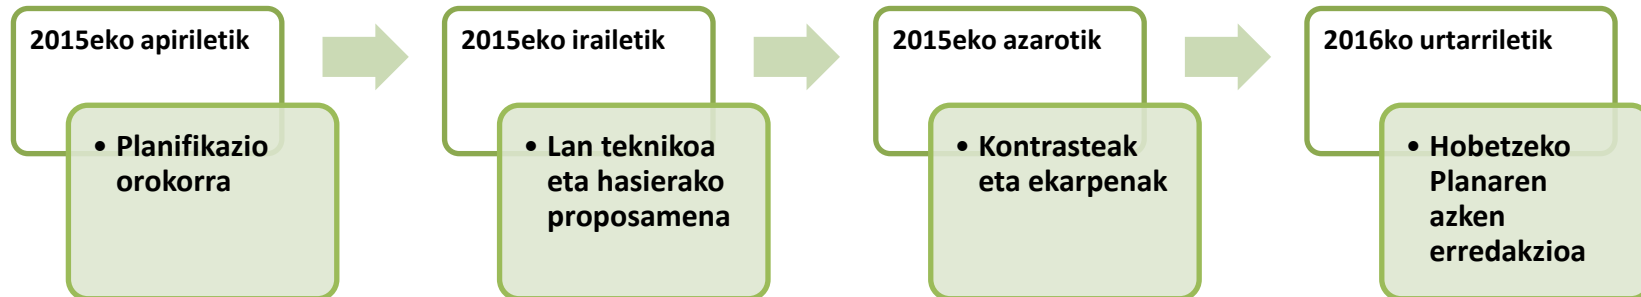 2015eko apiriletik
• Planifikazio
orokorra
2015eko irailetik
• Lan teknikoa
eta hasierako
proposamena
2015eko azarotik
• Kontrasteak
eta ekarpenak
2016ko urtarriletik
• Hobetzeko
Planaren
azken
erredakzioa